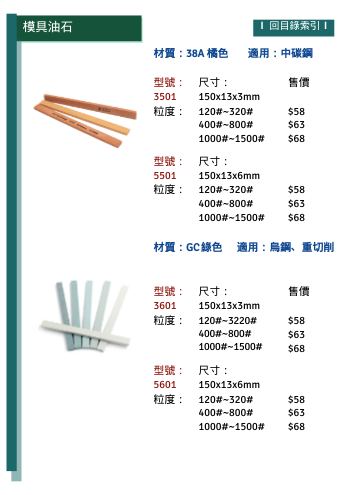 模具油石
I 回目錄索引 I
材質：38A 橘色 適用：中碳鋼
型號： 尺寸： 售價
3501 150x13x3mm
粒度： 120#~320# $58
400#~800# $63
1000#~1500# $68
型號： 尺寸：
5501 150x13x6mm
粒度： 120#~320# $58
400#~800# $63
1000#~1500# $68
材質：GC 綠色 適用：烏鋼、重切削
型號： 尺寸： 售價
3601 150x13x3mm
粒度： 120#~3220# $58
400#~800# $63
1000#~1500# $68
型號： 尺寸：
5601 150x13x6mm
粒度： 120#~320# $58
400#~800# $63
1000#~1500# $68